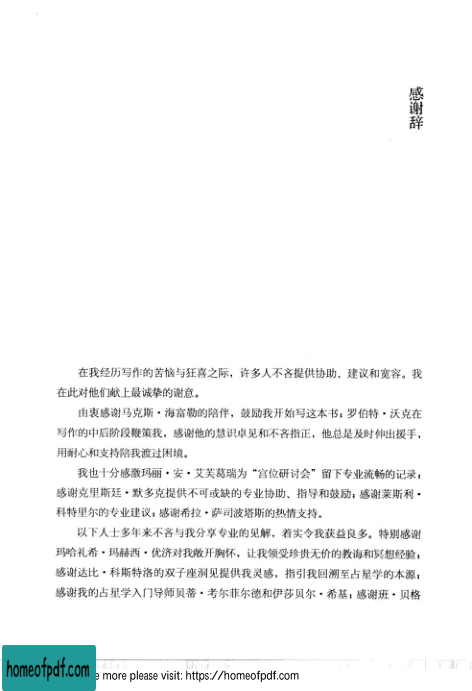 感谢辞
在我经历写作的苦恼与狂喜之际，许多人不吝提供协助、建议和宽容。我
在此对他们献上最诚挚的谢意。
由衷感谢马克斯·海富勒的陪伴，鼓励我开始写这本书；罗伯特·沃克在
写作的中后阶段鞭策我，感谢他的慧识卓见和不吝指正，他总是及时伸出援手，
用耐心和支持陪我渡过困境。
我也十分感激玛丽·安·艾芙葛瑞为“宫位研讨会”留下专业流畅的记录；
感谢克里斯廷·默多克提供不可或缺的专业协助、指导和鼓励；感谢莱斯利·
科特里尔的专业建议；感谢希拉·萨司波塔斯的热情支持。
以下人士多年来不吝与我分享专业的见解，着实令我获益良多。特别感谢
玛哈礼希·玛赫西·优济对我敞开胸怀，让我领受珍贵无价的教诲和冥想经验；
感谢达比·科斯特洛的双子座洞见提供我灵感，指引我回溯至占星学的本源；
感谢我的占星学入门导师贝蒂·考尔菲尔德和伊莎贝尔·希基；感谢班·贝格
homeofpdf.com
e more please visit: https://homeofpdf.com